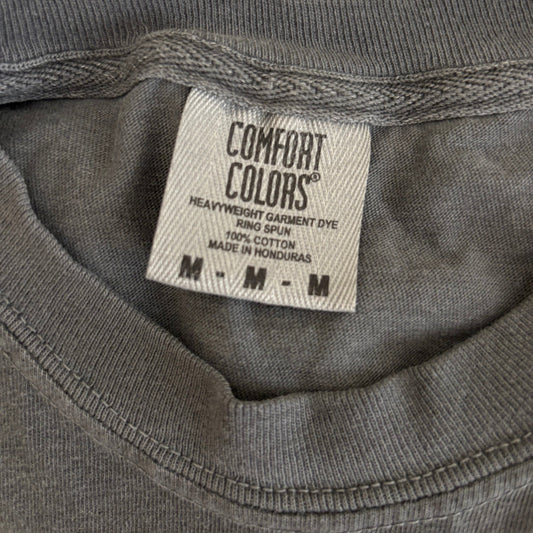 COMFORT
COLORS®
HEAVYWEIGHT GARMENT DYE
RING SPUN
100% COTTON
MADE IN HONDURAS
M - M - M